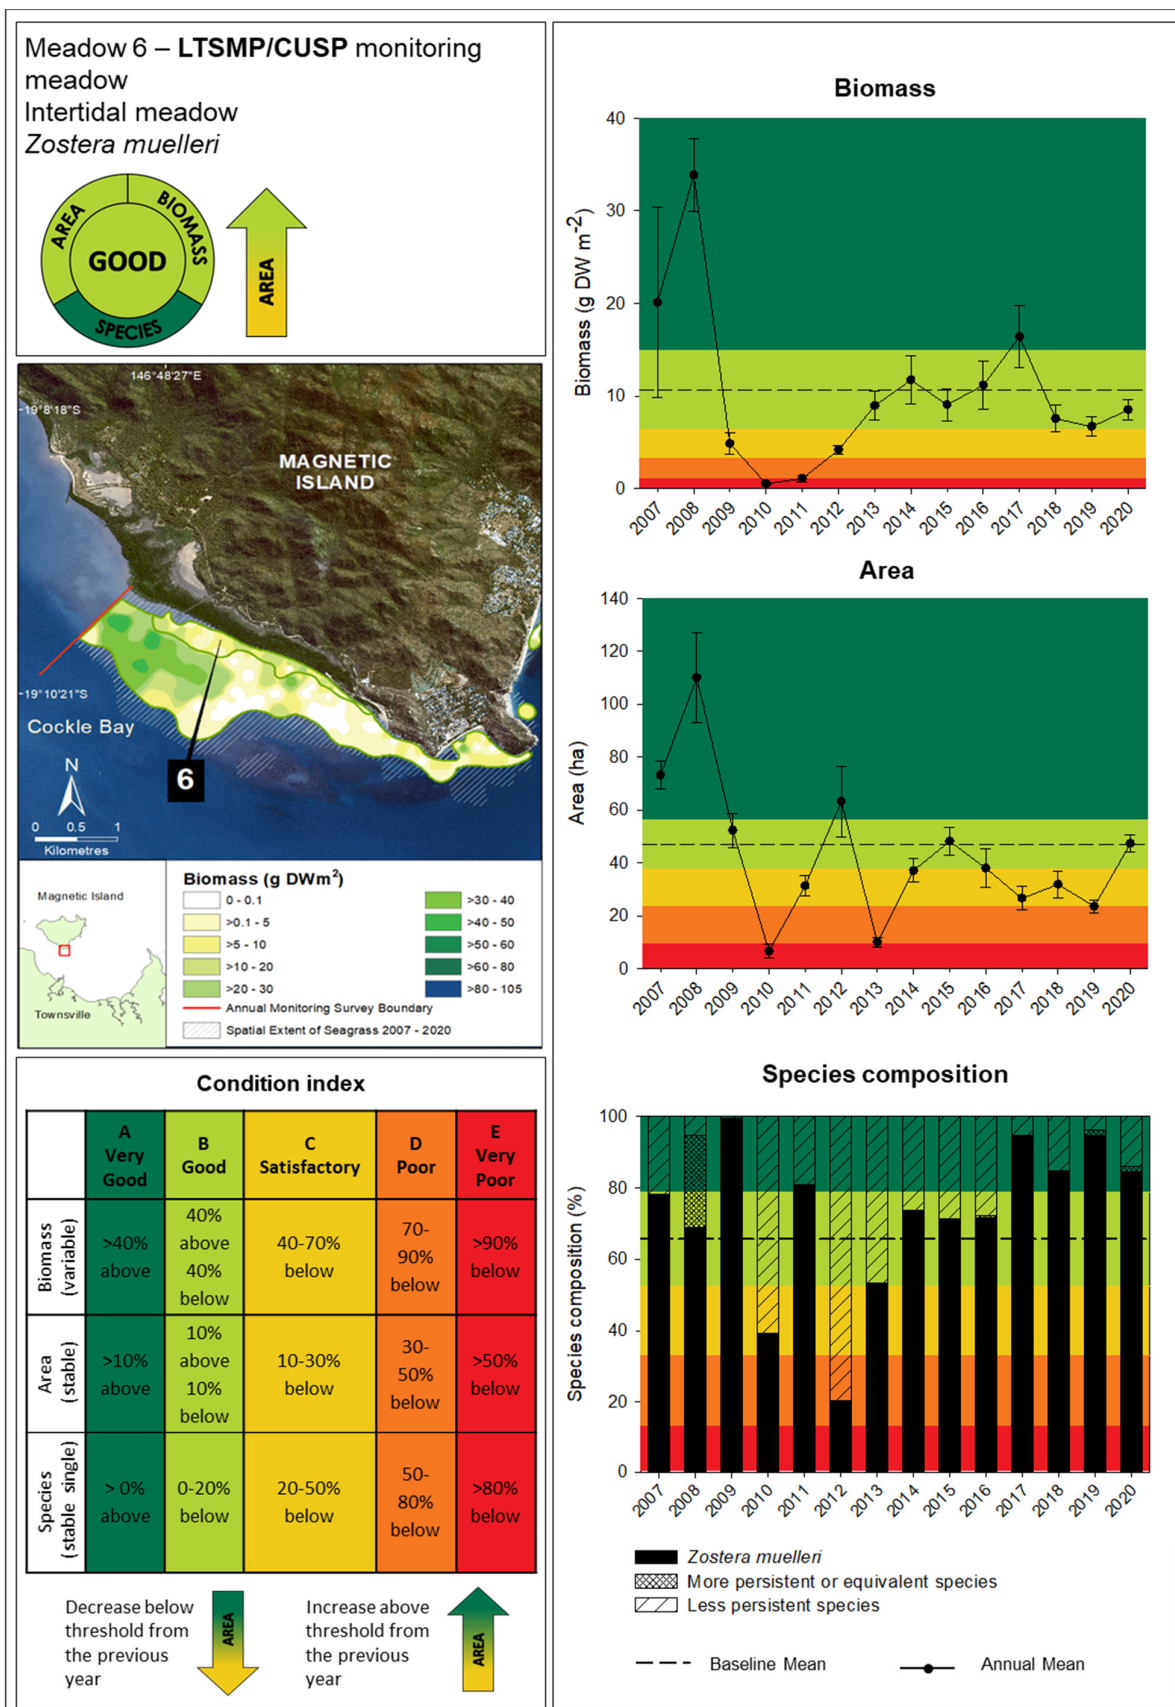 Meadow 6 – LTSMP/CUSP monitoring
meadow
Intertidal meadow
Zostera muelleri
AREA
BIOMASS
GOOD
SPECIES
AREA
146°48'27"E
19°8'18"S
MAGNETIC
ISLAND
19°10'21"S
Cockle Bay
6
N
0 0.5 1
Kilometres
Magnetic Island
Townsville
Biomass (g DWm²)
0 - 0.1
>0.1 - 5
>5 - 10
>10 - 20
>20 - 30
>30 - 40
>40 - 50
>50 - 60
>60 - 80
>80 - 105
Annual Monitoring Survey Boundary
Spatial Extent of Seagrass 2007 - 2020
Condition index
A
Very
Good
B
Good
C
Satisfactory
D
Poor
E
Very
Poor
Biomass
(variable)
>40%
above
40%
above
40%
below
40-70%
below
70-
90%
below
>90%
below
Area
(stable)
>10%
above
10%
above
10%
below
10-30%
below
30-
50%
below
>50%
below
Species
(stable single)
> 0%
above
0-20%
below
20-50%
below
50-
80%
below
>80%
below
Decrease below
threshold from
the previous
year
AREA
Increase above
threshold from
the previous
year
AREA
Biomass
Biomass (g DW m-2)
40
30
20
10
0
2007 2008 2009 2010 2011 2012 2013 2014 2015 2016 2017 2018 2019 2020
Area
Area (ha)
140
120
100
80
60
40
20
0
2007 2008 2009 2010 2011 2012 2013 2014 2015 2016 2017 2018 2019 2020
Species composition
Species composition (%)
100
80
60
40
20
0
2007 2008 2009 2010 2011 2012 2013 2014 2015 2016 2017 2018 2019 2020
Zostera muelleri
More persistent or equivalent species
Less persistent species
Baseline Mean
Annual Mean